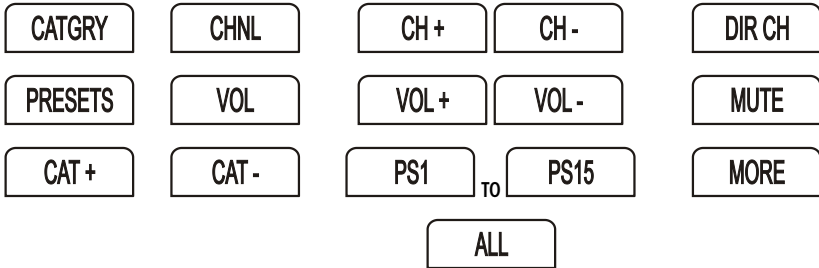 CATGRY CHNL CH + CH - DIR CH
PRESETS VOL VOL + VOL - MUTE
CAT + CAT - PS1 TO PS15 MORE
ALL